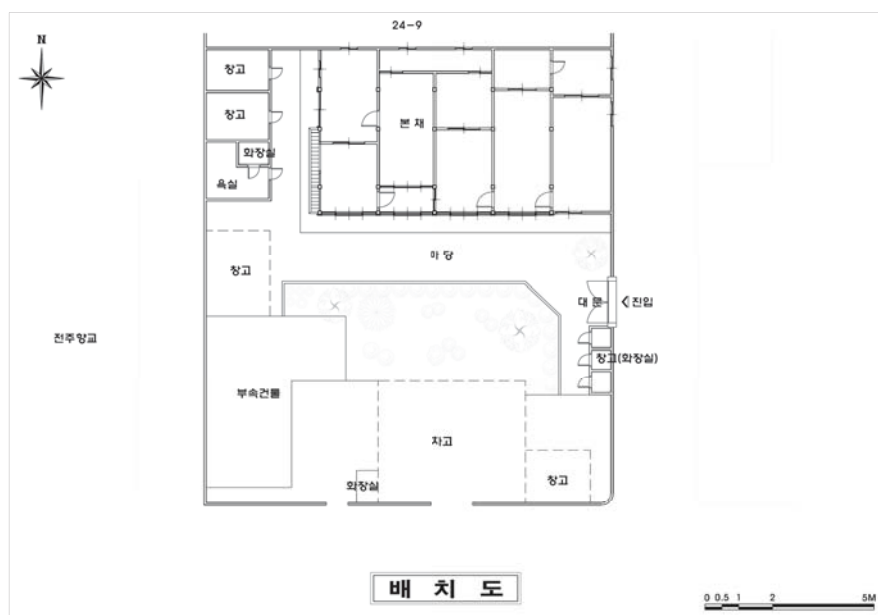 24-9
N
창고
창고
본 채
화장실
욕실
마 당
창고
대 문
진입
전주향교
창고(화장실)
부속건물
차고
화장실
창고
배 치 도
0 0.5 1 2 5M